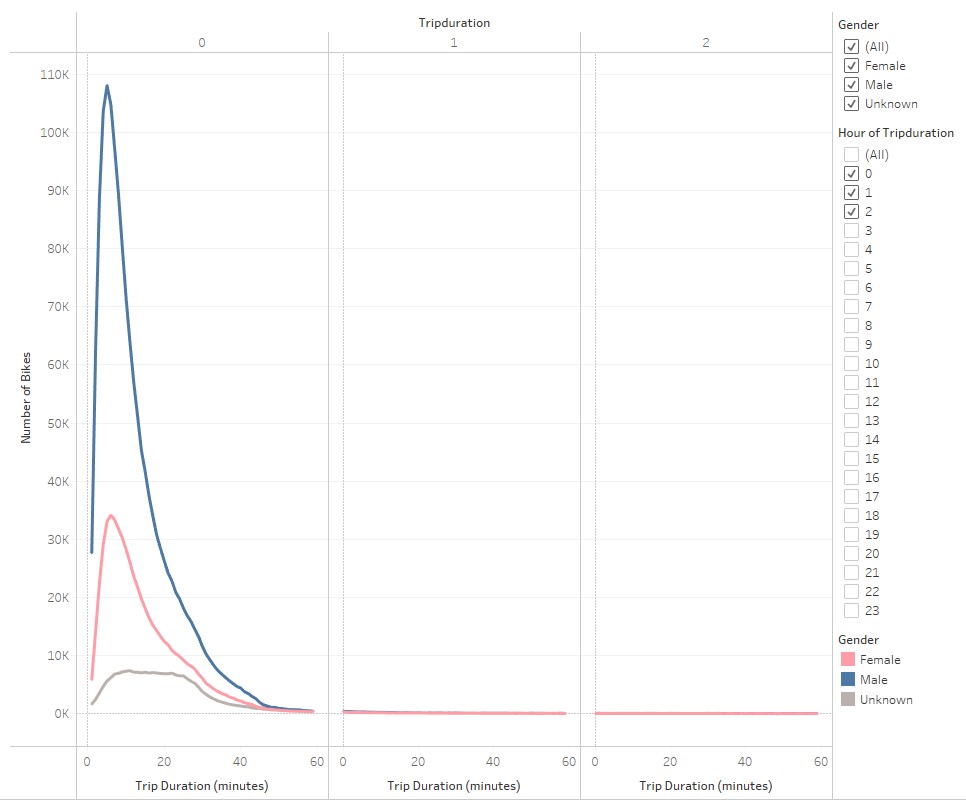 Tripduration
0 1 2
110K
100K
90K
80K
70K
60K
50K
40K
30K
20K
10K
0K
Number of Bikes
0 20 40 60 0 20 40 60 0 20 40 60
Trip Duration (minutes) Trip Duration (minutes) Trip Duration (minutes)
Gender
(All)
Female
Male
Unknown
Hour of Tripduration
(All)
0
1
2
3
4
5
6
7
8
9
10
11
12
13
14
15
16
17
18
19
20
21
22
23
Gender
Female
Male
Unknown